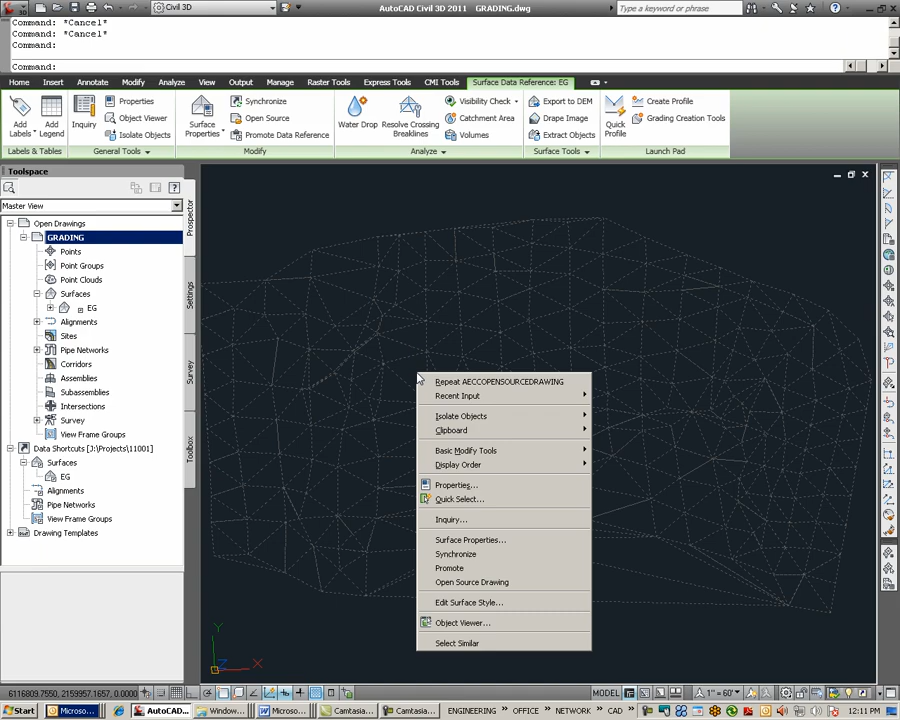 Civil 3D
AutoCAD Civil 3D 2011 GRADING.dwg
Type a keyword or phrase
Command: *Cancel*
Command: *Cancel*
Command:
Command:
Home Insert Annotate Modify Analyze View Output Manage Raster Tools Express Tools CMI Tools Surface Data Reference: EG
Add Labels
Add Legend
Labels & Tables
Inquiry
Properties
Object Viewer
Isolate Objects
General Tools
Surface Properties
Synchronize
Open Source
Promote Data Reference
Modify
Water Drop
Resolve Crossing Breaklines
Visibility Check
Catchment Area
Volumes
Analyze
Export to DEM
Drape Image
Extract Objects
Surface Tools
Quick Profile
Create Profile
Grading Creation Tools
Launch Pad
Toolspace
Master View
Open Drawings
GRADING
Points
Point Groups
Point Clouds
Surfaces
EG
Alignments
Sites
Pipe Networks
Corridors
Assemblies
Subassemblies
Intersections
Survey
View Frame Groups
Data Shortcuts [J:\Projects\11001]
Surfaces
EG
Alignments
Pipe Networks
View Frame Groups
Drawing Templates
Prospector
Settings
Survey
Toolbox
Repeat AECCOPENSOURCEDRAWING
Recent Input
Isolate Objects
Clipboard
Basic Modify Tools
Display Order
Properties...
Quick Select...
Inquiry...
Surface Properties...
Synchronize
Promote
Open Source Drawing
Edit Surface Style...
Object Viewer...
Select Similar
Y
Z X
6116809.7550, 2159957.1657, 0.0000
MODEL
1" = 60'
Start
Microso...
AutoCAD...
Window...
Microso...
Camtasia...
Camtasia...
ENGINEERING
OFFICE
NETWORK
CAD
12:11 PM